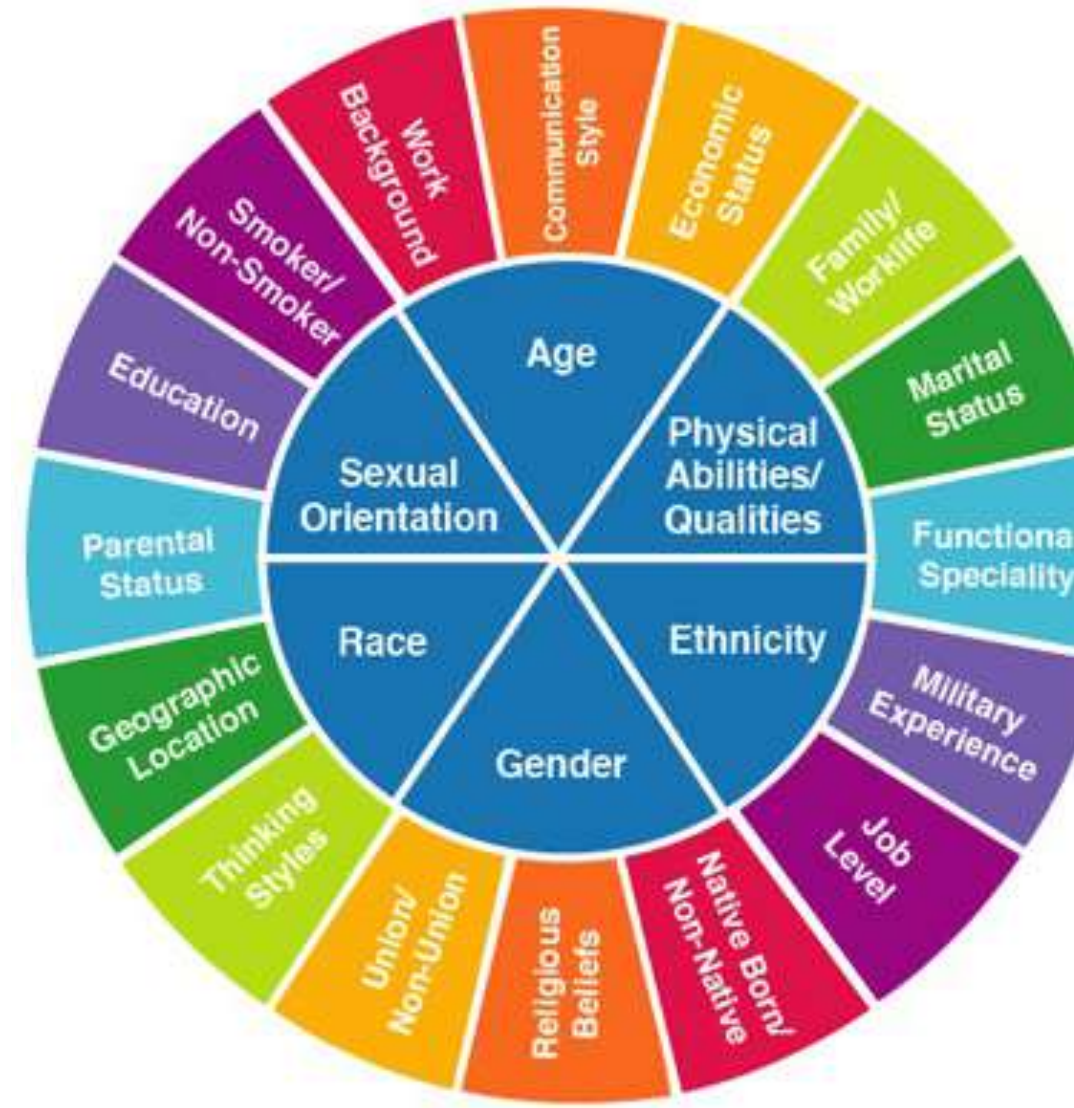 Communication
Style
Economic
Status
Family/
Worklife
Marital
Status
Functiona
Speciality
Military
Experience
Job
Level
Native Born/
Non-Native
Religious
Beliefs
Union/
Non-Union
Thinking
Styles
Geographic
Location
Parental
Status
Education
Smoker/
Non-Smoker
Work
Background
Age
Physical
Abilities/
Qualities
Ethnicity
Gender
Race
Sexual
Orientation